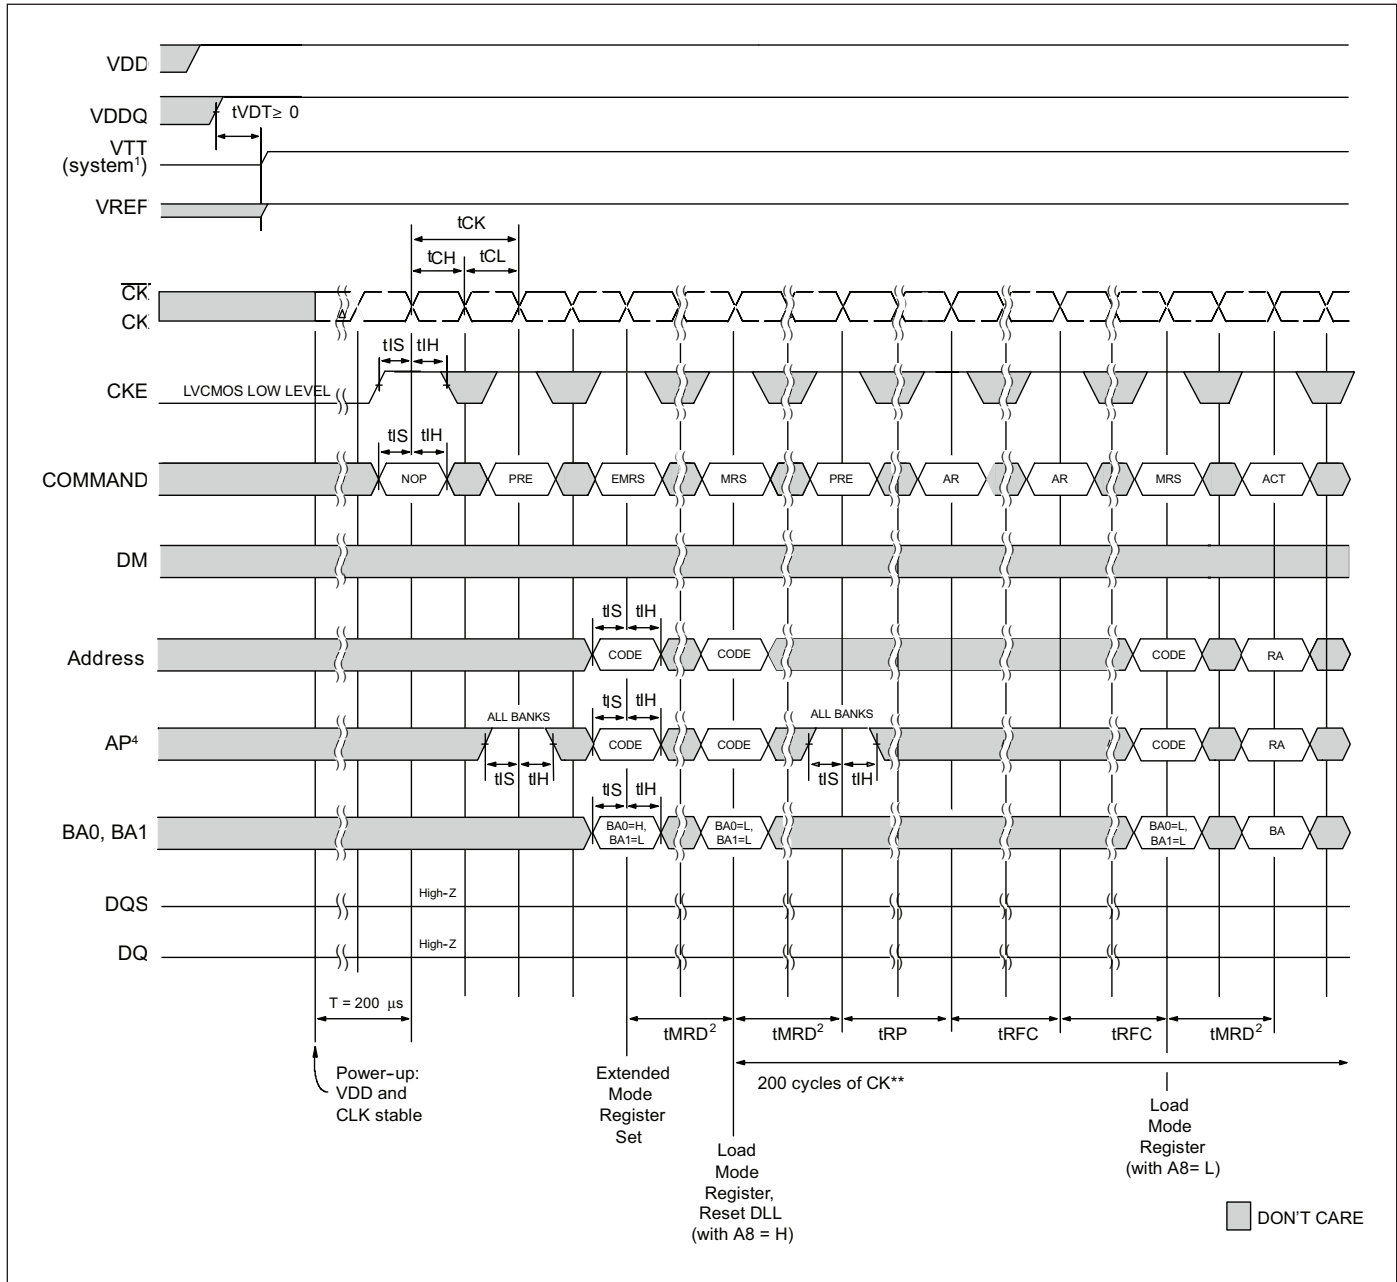 VDD
VDDQ
tVDT≥ 0
VTT
(system¹)
VREF
tCK
tCH
tCL
CK
CK
tIS
tIH
CKE
LVCMOS LOW LEVEL
tIS
tIH
COMMAND
NOP
PRE
EMRS
MRS
PRE
AR
AR
MRS
ACT
DM
tIS
tIH
Address
CODE
CODE
CODE
RA
ALL BANKS
tIS
tIH
ALL BANKS
AP⁴
CODE
CODE
CODE
RA
tIS
tIH
tIS
tIH
tIS
tIH
BA0, BA1
BA0=H,
BA1=L
BA0=L,
BA1=L
BA0=L,
BA1=L
BA
DQS
High-Z
DQ
High-Z
T = 200 µs
tMRD²
tMRD²
tRP
tRFC
tRFC
tMRD²
Power-up:
VDD and
CLK stable
Extended
Mode
Register
Set
200 cycles of CK**
Load
Mode
Register,
Reset DLL
(with A8 = H)
Load
Mode
Register
(with A8= L)
DON'T CARE